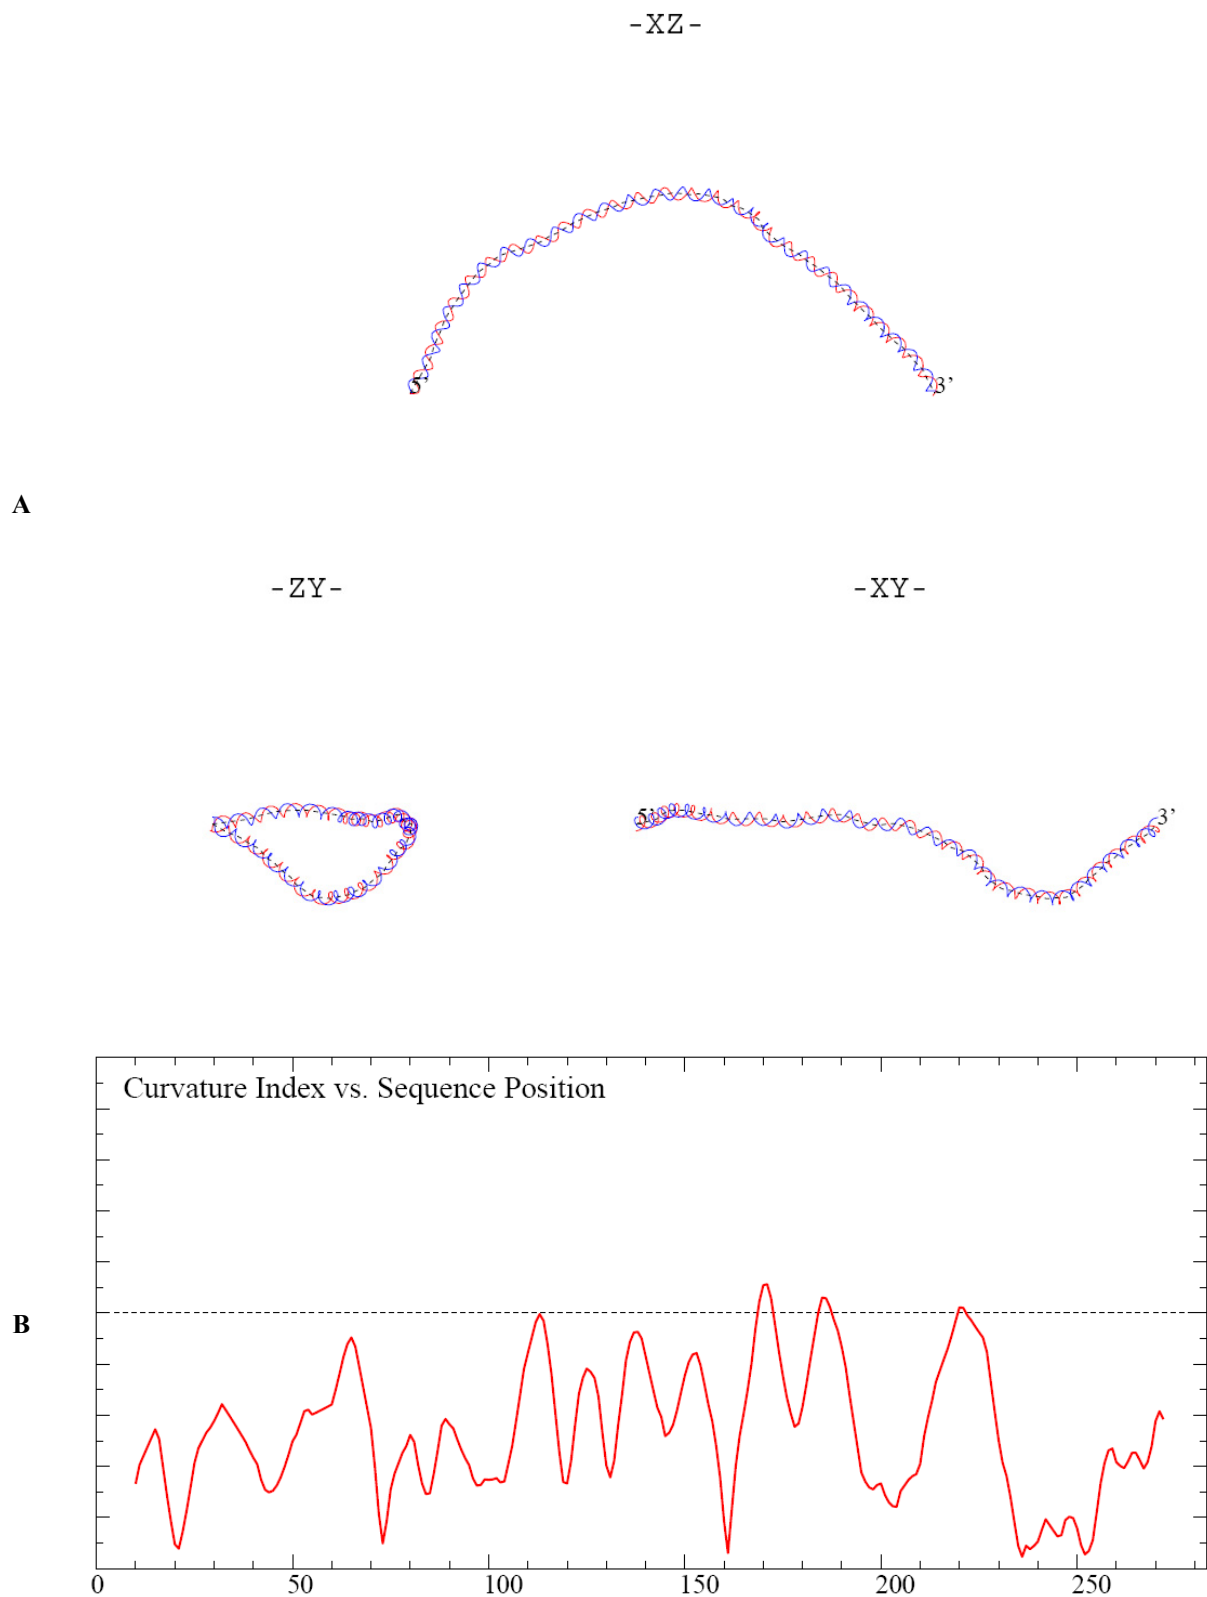 -XZ-
5’
3’
A
-ZY-
-XY-
5’
3’
Curvature Index vs. Sequence Position
B
0
50
100
150
200
250